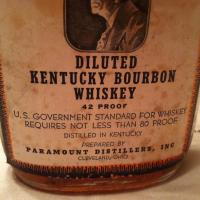 DILUTED
KENTUCKY BOURBON
WHISKEY
42 PROOF
U.S. GOVERNMENT STANDARD FOR WHISKEY
REQUIRES NOT LESS THAN 80 PROOF
DISTILLED IN KENTUCKY
PREPARED BY
PARAMOUNT DISTILLERS, INC
CLEVELAND, OHIO